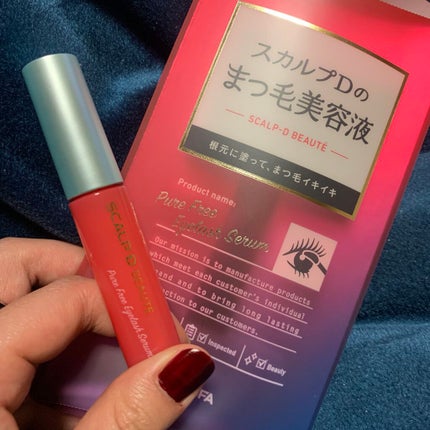 スカルプDの
まつ毛美容液
SCALP-D BEAUTÉ
根元に塗って、まつ毛イキイキ
Product name:
Pure Free
Eyelash Serum
Our mission is to manufacture products
which meet each customer's individual
and and to bring long lasting
ction to our customers.
Inspected
Beauty
FA
SCALP D BEAUTÉ
Pure Free Eyelash Serum